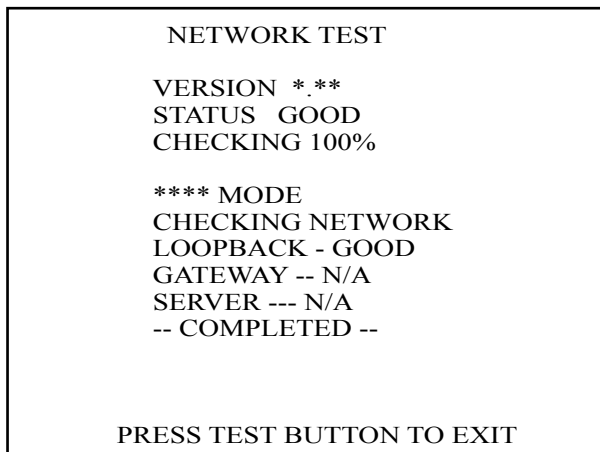 NETWORK TEST
VERSION *.**
STATUS GOOD
CHECKING 100%
**** MODE
CHECKING NETWORK
LOOPBACK - GOOD
GATEWAY -- N/A
SERVER --- N/A
-- COMPLETED --
PRESS TEST BUTTON TO EXIT